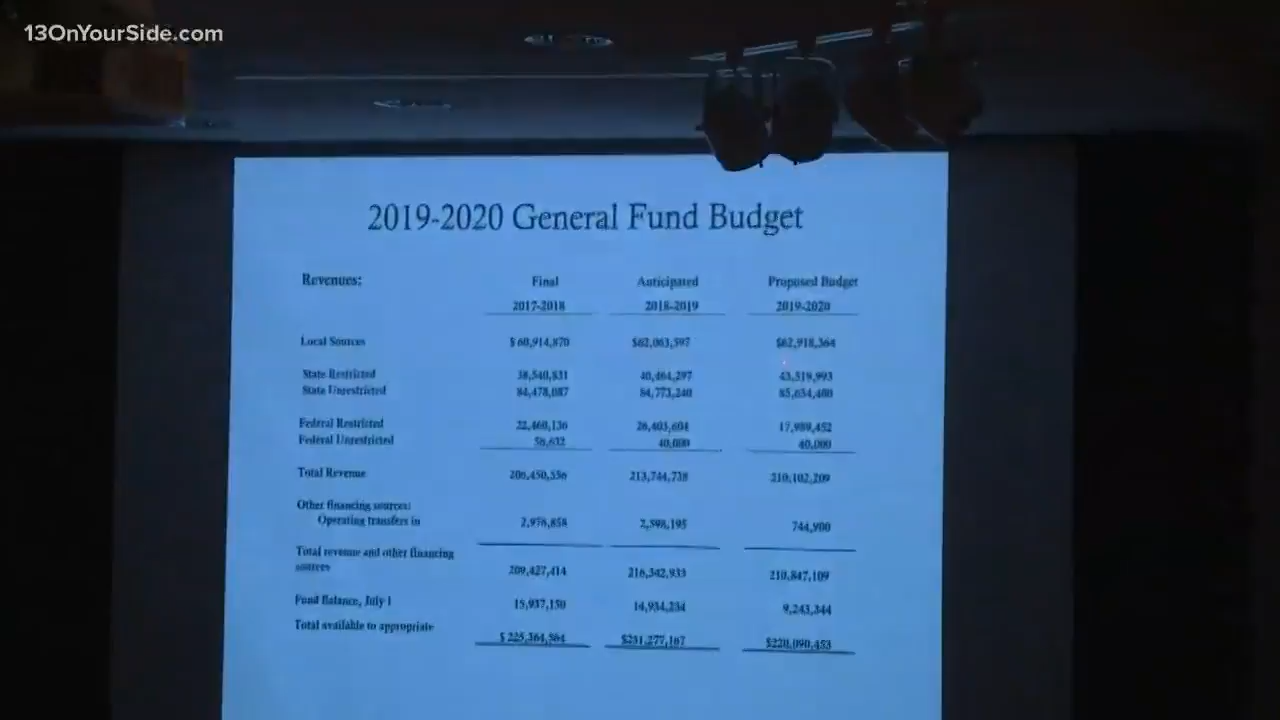 13OnYourSide.com
2019-2020 General Fund Budget
Revenues: Final Anticipated Proposed Budget
2017-2018 2018-2019 2019-2020
Local Sources $ 60,914,870 $62,063,597 $62,918,364
State Restricted 38,540,831 40,464,297 43,519,993
State Unrestricted 84,478,087 84,773,240 85,634,400
Federal Restricted 22,460,136 26,403,604 17,989,452
Federal Unrestricted 56,632 40,000 40,000
Total Revenue 206,450,556 213,744,738 210,102,209
Other financing sources:
Operating transfers in 2,976,858 2,598,195 744,900
Total revenue and other financing
sources 209,427,414 216,342,933 210,847,109
Fund Balance, July 1 15,937,150 14,934,234 9,243,344
Total available to appropriate $ 225,364,564 $231,277,167 $220,090,453